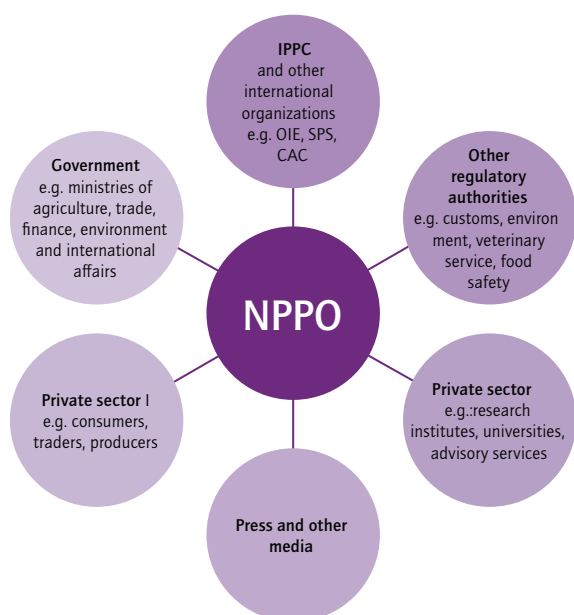 IPPC
and other
international
organizations
e.g. OIE, SPS,
CAC
Government
e.g. ministries of
agriculture, trade,
finance, environment
and international
affairs
Other
regulatory
authorities
e.g. customs, environ
ment, veterinary
service, food
safety
NPPO
Private sector I
e.g. consumers,
traders, producers
Private sector
e.g.:research
institutes, universities,
advisory services
Press and other
media